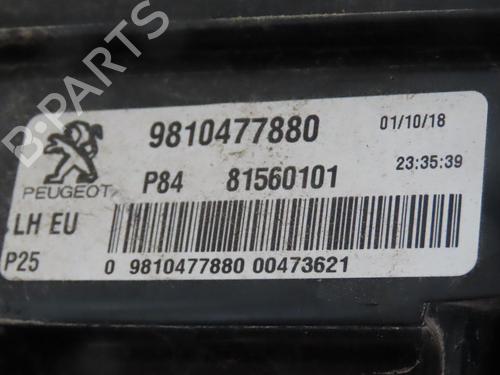 B-PARTS
9810477880 01/10/18
PEUGEOT P84 81560101 23:35:39
LH EU
P25 0 9810477880 00473621